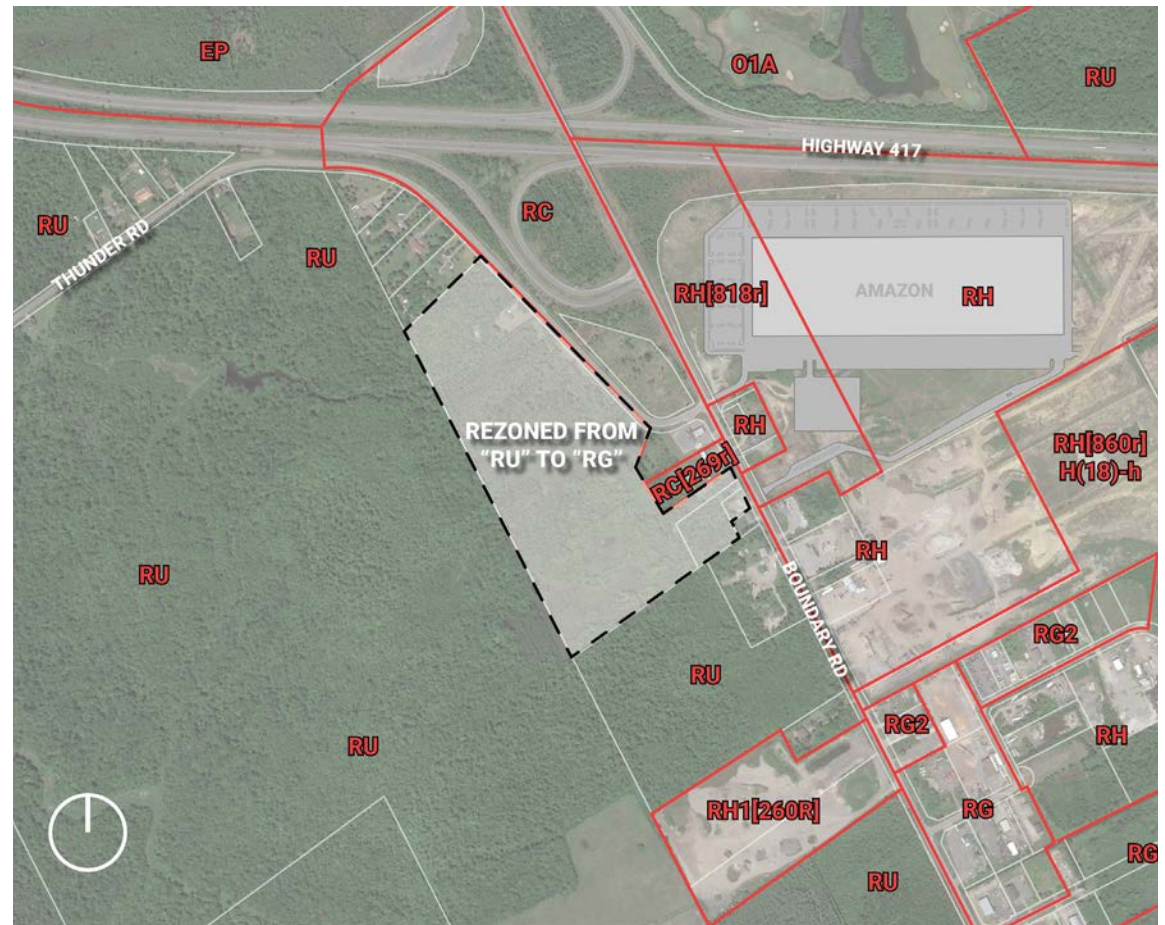 EP
O1A
RU
HIGHWAY 417
RU
THUNDER RD
RU
RC
RH[818r]
AMAZON
RH
REZONED FROM
“RU” TO “RG”
RC[269r]
RH
RH[860r]
H(18)-h
RH
RU
BOUNDARY RD
RG2
RU
RG2
RH
RU
RH1[260R]
RG
RG
RU